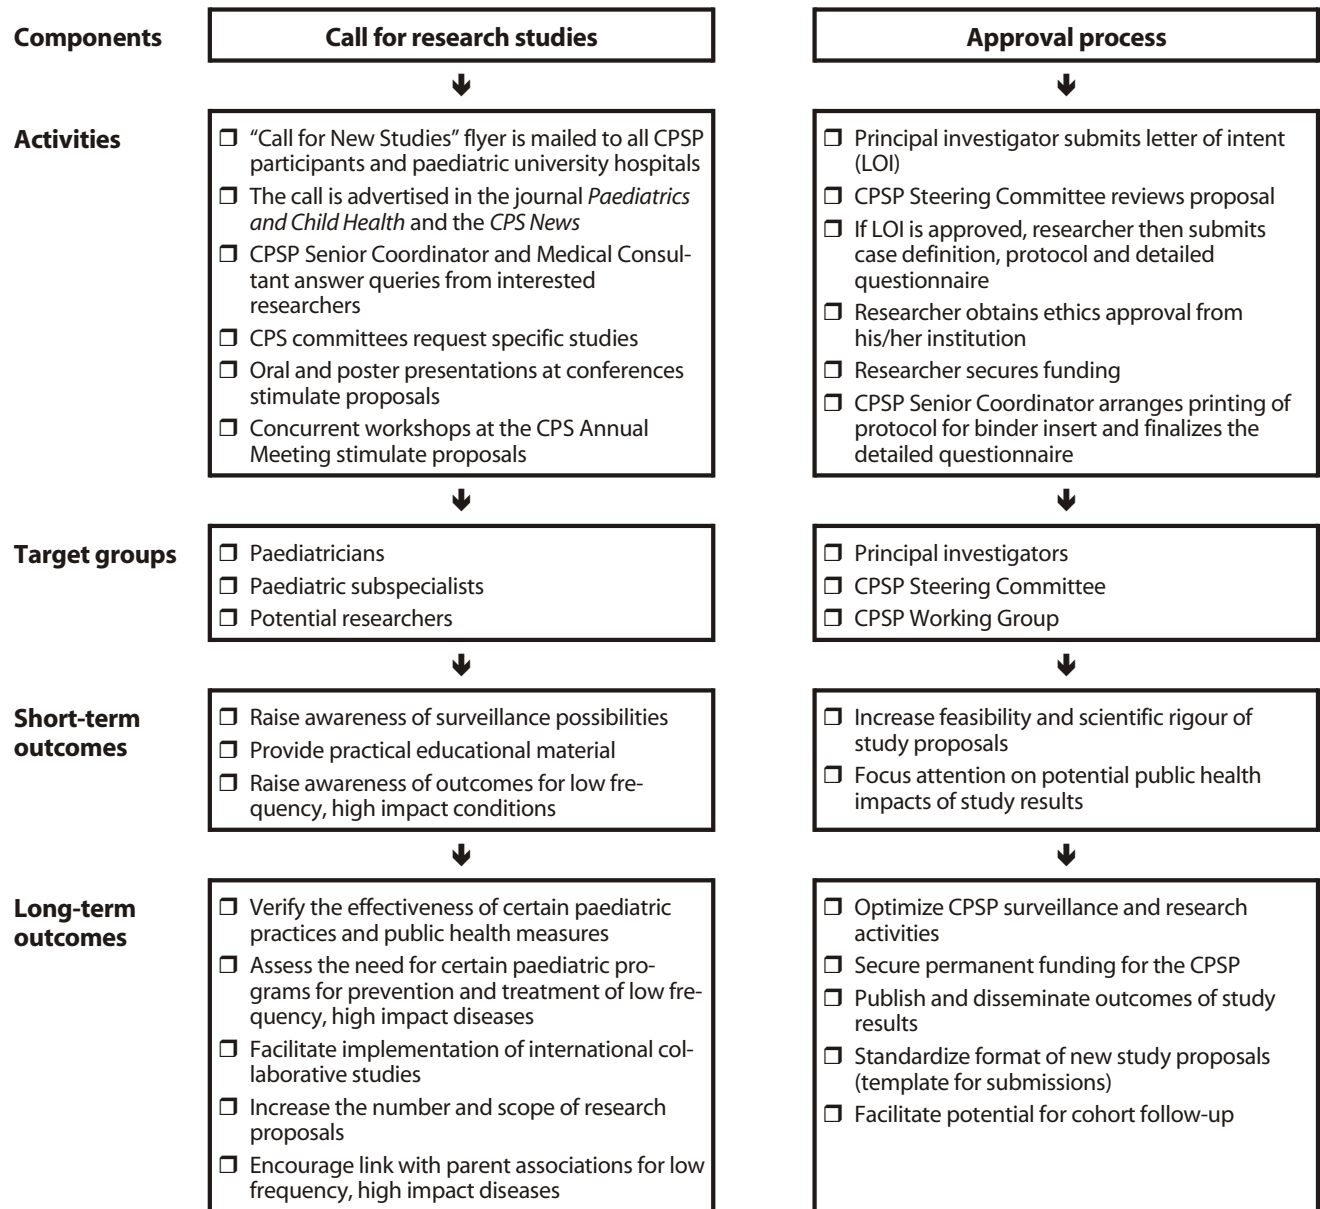 Components
Call for research studies
Approval process
Activities
❒ “Call for New Studies” flyer is mailed to all CPSP
participants and paediatric university hospitals
❒ The call is advertised in the journal Paediatrics
and Child Health and the CPS News
❒ CPSP Senior Coordinator and Medical Consul-
tant answer queries from interested
researchers
❒ CPS committees request specific studies
❒ Oral and poster presentations at conferences
stimulate proposals
❒ Concurrent workshops at the CPS Annual
Meeting stimulate proposals
❒ Principal investigator submits letter of intent
(LOI)
❒ CPSP Steering Committee reviews proposal
❒ If LOI is approved, researcher then submits
case definition, protocol and detailed
questionnaire
❒ Researcher obtains ethics approval from
his/her institution
❒ Researcher secures funding
❒ CPSP Senior Coordinator arranges printing of
protocol for binder insert and finalizes the
detailed questionnaire
Target groups
❒ Paediatricians
❒ Paediatric subspecialists
❒ Potential researchers
❒ Principal investigators
❒ CPSP Steering Committee
❒ CPSP Working Group
Short-term
outcomes
❒ Raise awareness of surveillance possibilities
❒ Provide practical educational material
❒ Raise awareness of outcomes for low fre-
quency, high impact conditions
❒ Increase feasibility and scientific rigour of
study proposals
❒ Focus attention on potential public health
impacts of study results
Long-term
outcomes
❒ Verify the effectiveness of certain paediatric
practices and public health measures
❒ Assess the need for certain paediatric pro-
grams for prevention and treatment of low fre-
quency, high impact diseases
❒ Facilitate implementation of international col-
laborative studies
❒ Increase the number and scope of research
proposals
❒ Encourage link with parent associations for low
frequency, high impact diseases
❒ Optimize CPSP surveillance and research
activities
❒ Secure permanent funding for the CPSP
❒ Publish and disseminate outcomes of study
results
❒ Standardize format of new study proposals
(template for submissions)
❒ Facilitate potential for cohort follow-up